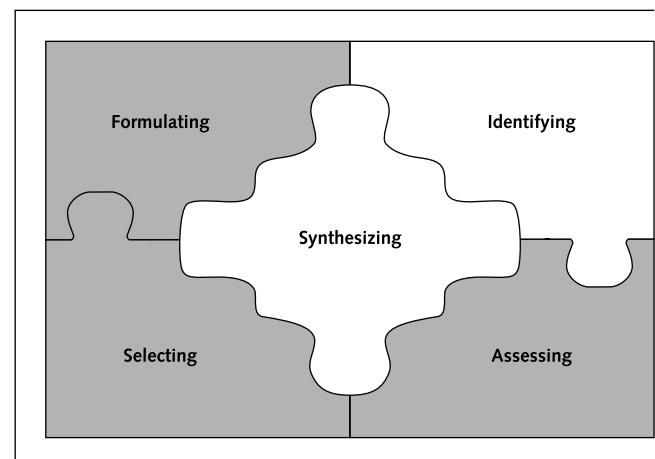 Formulating
Identifying
Synthesizing
Selecting
Assessing